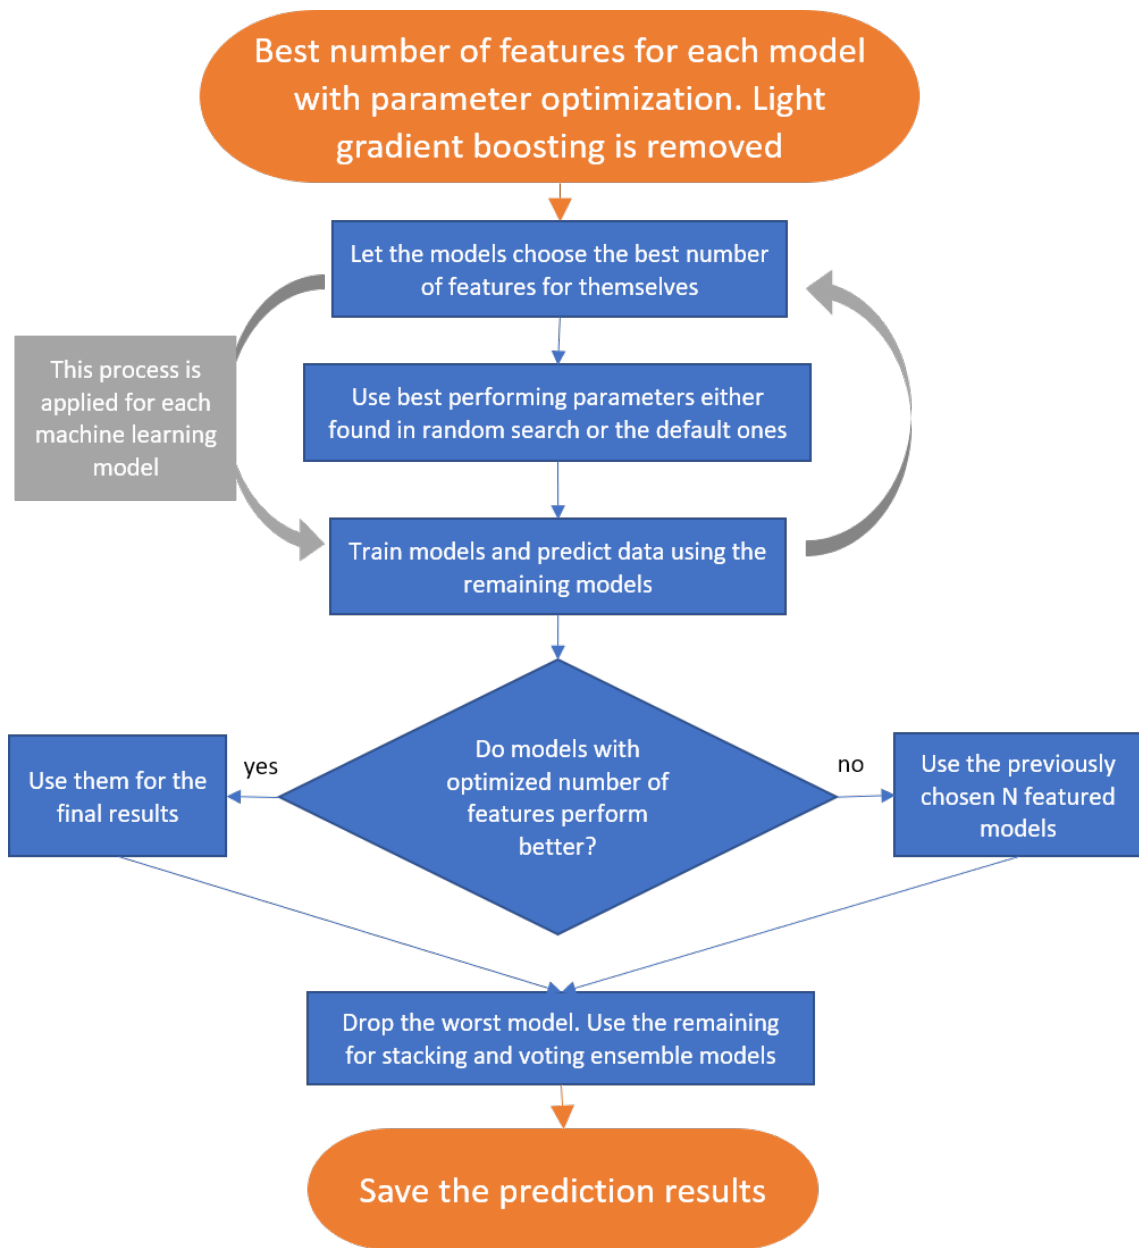 Best number of features for each model
with parameter optimization. Light
gradient boosting is removed
Let the models choose the best number
of features for themselves
This process is
applied for each
machine learning
model
Use best performing parameters either
found in random search or the default ones
Train models and predict data using the
remaining models
Do models with
optimized number of
features perform
better?
yes
no
Use them for the
final results
Use the previously
chosen N featured
models
Drop the worst model. Use the remaining
for stacking and voting ensemble models
Save the prediction results